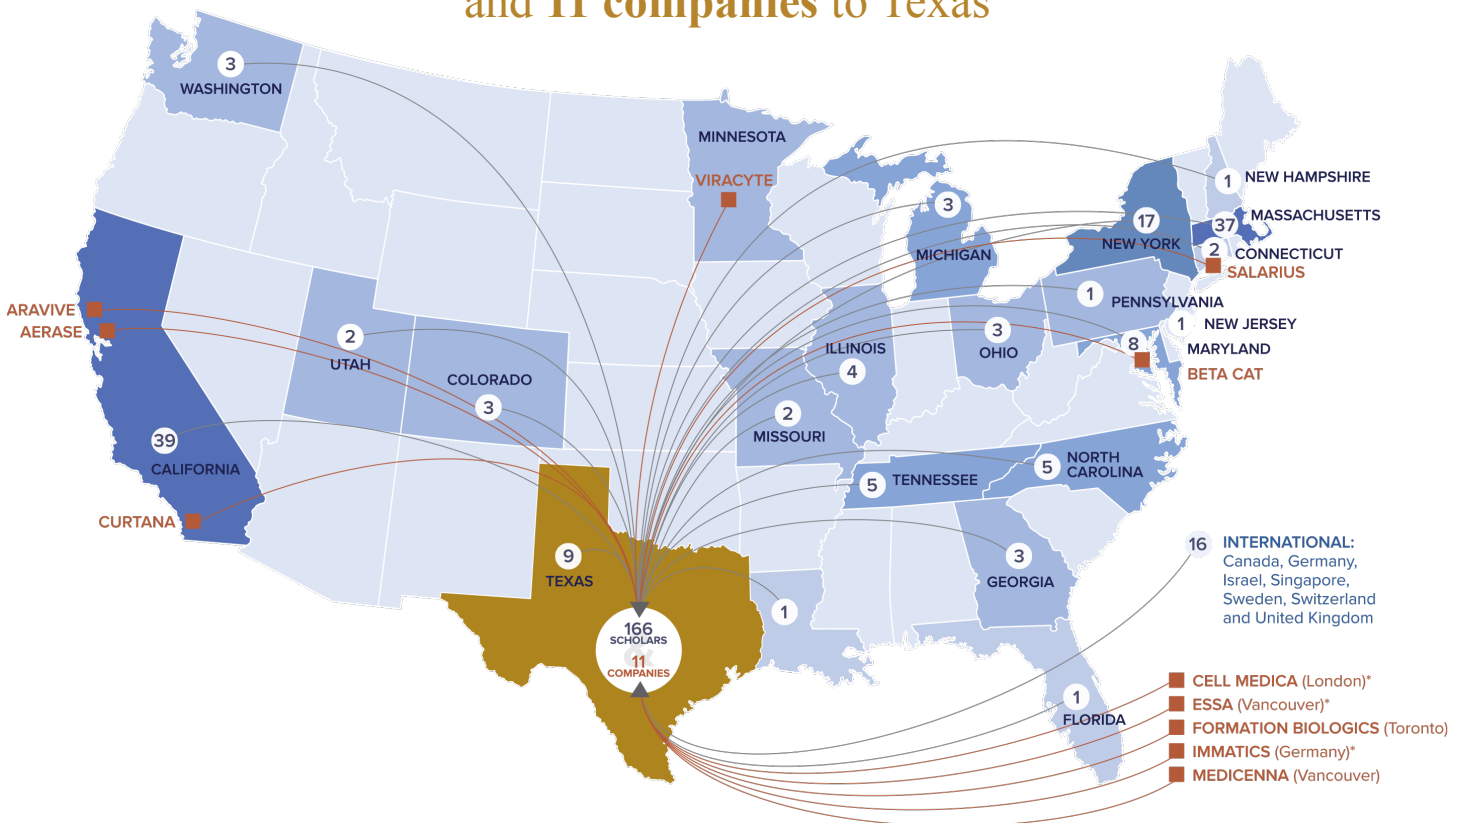 and 11 companies to Texas
3
WASHINGTON
MINNESOTA
VIRACYTE
3
MICHIGAN
1
NEW HAMPSHIRE
37
MASSACHUSETTS
17
NEW YORK
2
CONNECTICUT
SALARIUS
1
PENNSYLVANIA
1
NEW JERSEY
8
MARYLAND
BETA CAT
ARAVIVE
AERASE
2
UTAH
COLORADO
3
ILLINOIS
4
3
OHIO
2
MISSOURI
39
CALIFORNIA
CURTANA
5
TENNESSEE
5
NORTH
CAROLINA
9
TEXAS
3
GEORGIA
1
166
SCHOLARS
&
11
COMPANIES
1
FLORIDA
16
INTERNATIONAL:
Canada, Germany,
Israel, Singapore,
Sweden, Switzerland
and United Kingdom
CELL MEDICA (London)*
ESSA (Vancouver)*
FORMATION BIOLOGICS (Toronto)
IMMATICS (Germany)*
MEDICENNA (Vancouver)